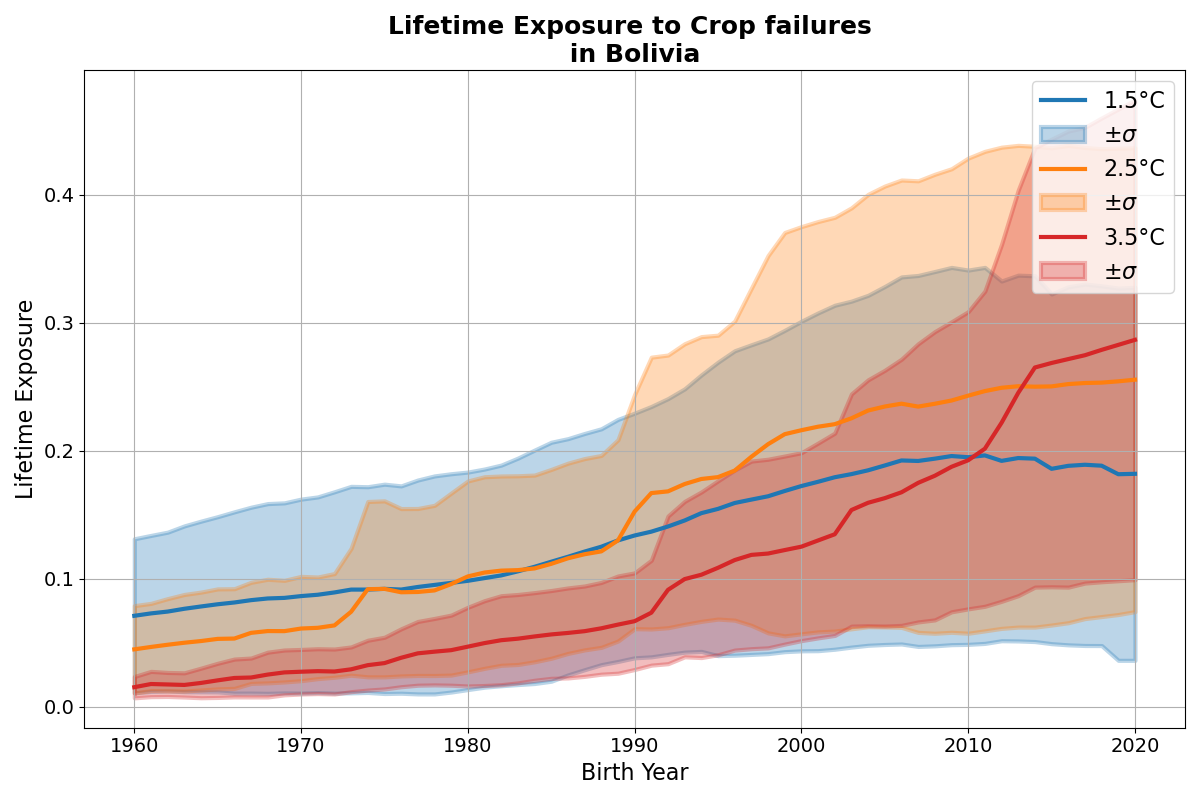 Lifetime Exposure to Crop failures
in Bolivia
Lifetime Exposure
0.4
0.3
0.2
0.1
0.0
1960 1970 1980 1990 2000 2010 2020
Birth Year
1.5°C
±σ
2.5°C
±σ
3.5°C
±σ